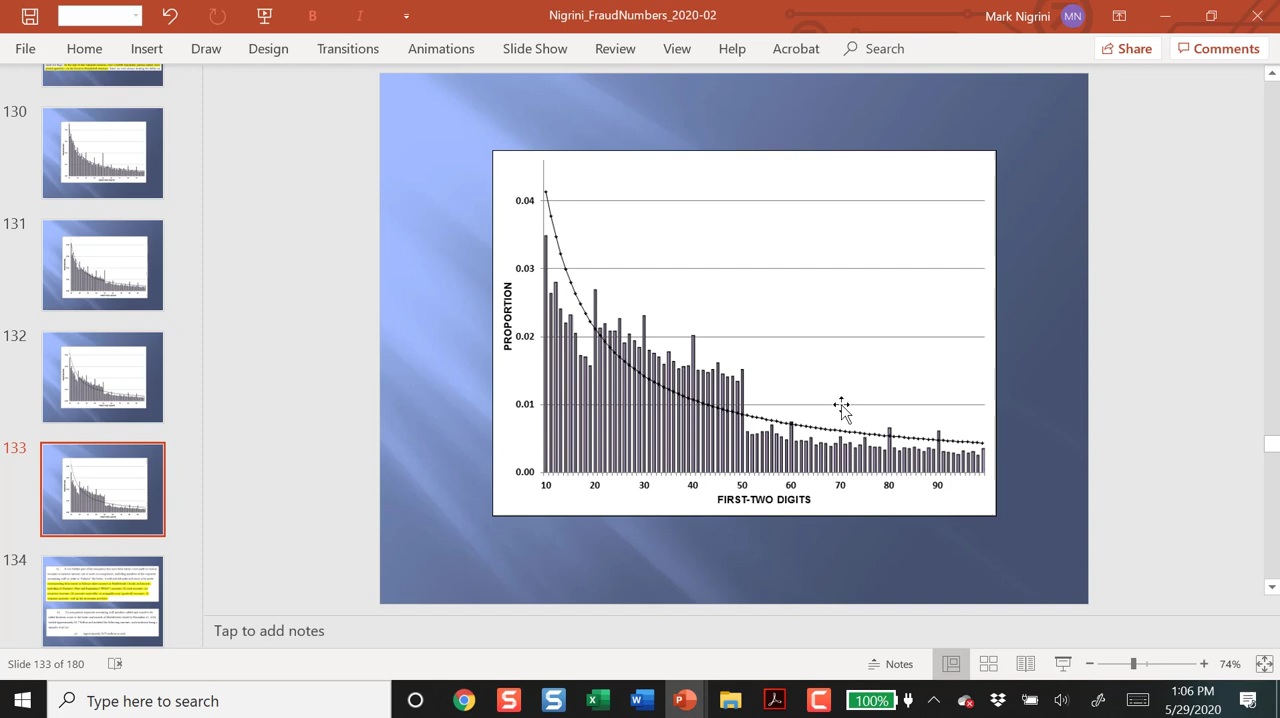 Nigrini_FraudNumbers_2020-02
Mark Nigrini
MN
File
Home
Insert
Draw
Design
Transitions
Animations
Slide Show
Review
View
Help
Acrobat
Search
Share
Comments
130
131
132
133
134
PROPORTION
0.04
0.03
0.02
0.01
0.00
10 20 30 40 50 60 70 80 90
FIRST-TWO DIGITS
Tap to add notes
Slide 133 of 180
Notes
74%
Type here to search
100%
1:06 PM
5/29/2020